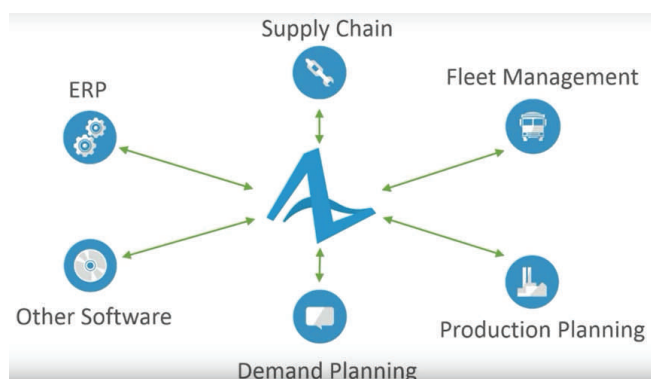 Supply Chain
Fleet Management
ERP
Other Software
Production Planning
Demand Planning